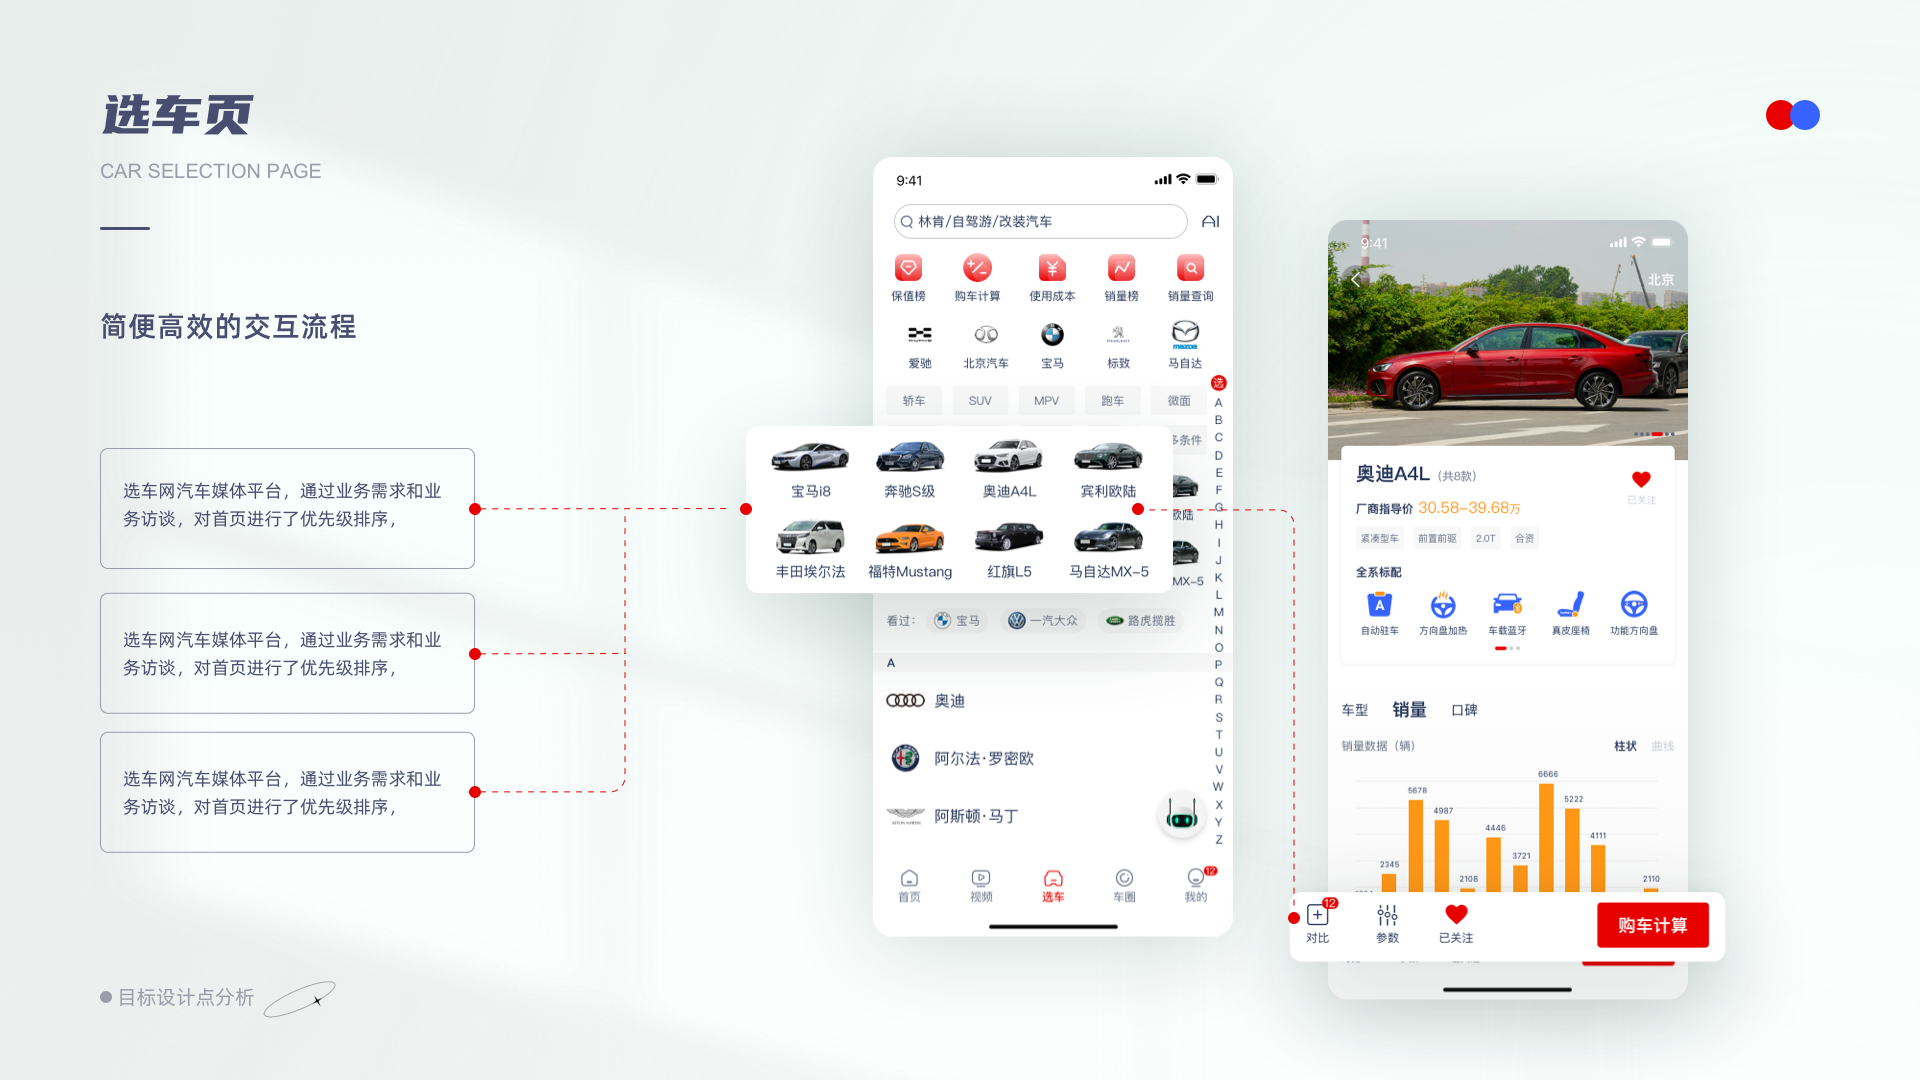 选车页
CAR SELECTION PAGE
简便高效的交互流程
选车网汽车媒体平台，通过业务需求和业
务访谈，对首页进行了优先级排序，
选车网汽车媒体平台，通过业务需求和业
务访谈，对首页进行了优先级排序，
选车网汽车媒体平台，通过业务需求和业
务访谈，对首页进行了优先级排序，
目标设计点分析
9:41
林肯/自驾游/改装汽车
AI
保值榜 购车计算 使用成本 销量榜 销量查询
PEUGEOT mazda
爱驰 北京汽车 宝马 标致 马自达
轿车 SUV MPV 跑车 微面
多条件
宝马i8 奔驰S级 奥迪A4L 宾利欧陆
欧陆
丰田埃尔法 福特Mustang 红旗L5 马自达MX-5
MX-5
看过： 宝马 一汽大众 路虎揽胜
A
奥迪
阿尔法·罗密欧
阿斯顿·马丁
选
A
B
C
D
E
F
G
H
I
J
K
L
M
N
O
P
Q
R
S
T
U
V
W
X
Y
Z
12
首页 视频 选车 车圈 我的
9:41
北京
奥迪A4L（共8款）
已关注
厂商指导价 30.58-39.68万
紧凑型车 前置前驱 2.0T 合资
全系标配
A
自动驻车 方向盘加热 车载蓝牙 真皮座椅 功能方向盘
车型 销量 口碑
销量数据（辆） 柱状 曲线
2345
5678
4987
2108
4446
3721
6666
5222
4111
2110
12
对比 参数 已关注 购车计算